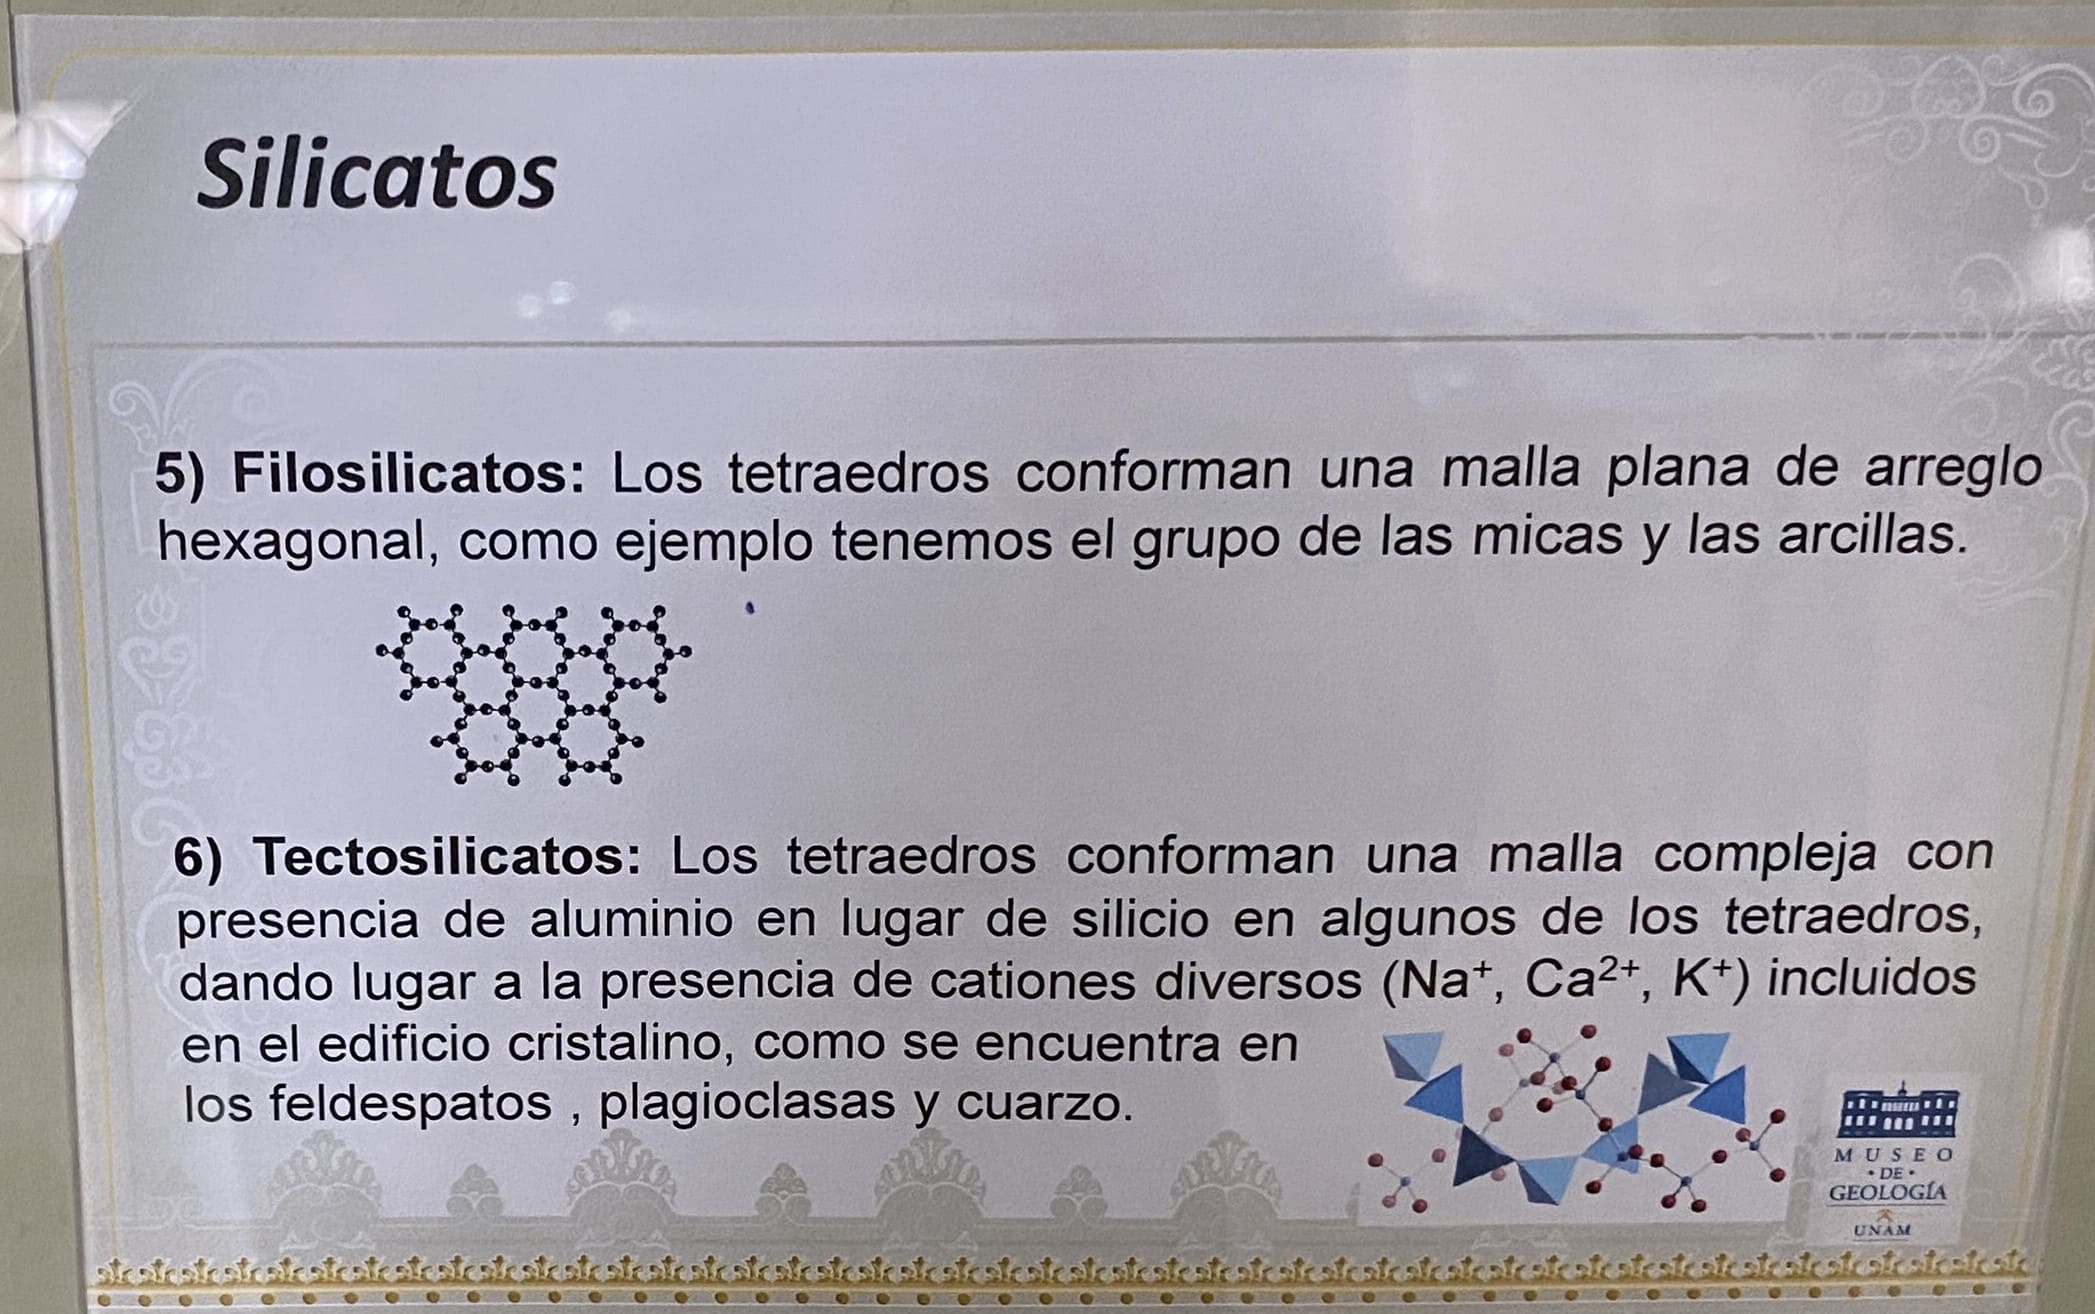 Silicatos
5) Filosilicatos: Los tetraedros conforman una malla plana de arreglo
hexagonal, como ejemplo tenemos el grupo de las micas y las arcillas.
6) Tectosilicatos: Los tetraedros conforman una malla compleja con
presencia de aluminio en lugar de silicio en algunos de los tetraedros,
dando lugar a la presencia de cationes diversos (Na⁺, Ca²⁺, K⁺) incluidos
en el edificio cristalino, como se encuentra en
los feldespatos , plagioclasas y cuarzo.
MUSEO
• DE •
GEOLOGÍA
UNAM